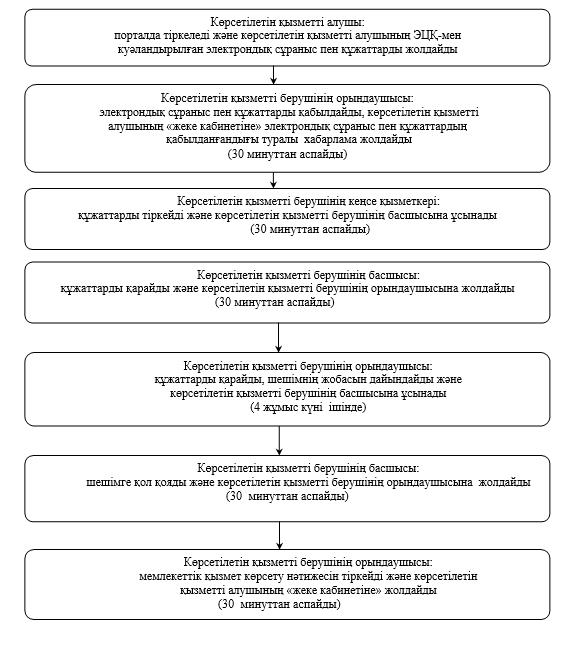 Көрсетілетін қызметті алушы:
порталда тіркеледі және көрсетілетін қызметті алушының ЭЦҚ-мен
куәландырылған электрондық сұраныс пен құжаттарды жолдайды
Көрсетілетін қызметті берушінің орындаушысы:
электрондық сұраныс пен құжаттарды қабылдайды, көрсетілетін қызметті
алушының «жеке кабинетіне» электрондық сұраныс пен құжаттардың
қабылданғандығы туралы хабарлама жолдайды
(30 минуттан аспайды)
Көрсетілетін қызметті берушінің кеңсе қызметкері:
құжаттарды тіркейді және көрсетілетін қызметті берушінің басшысына ұсынады
(30 минуттан аспайды)
Көрсетілетін қызметті берушінің басшысы:
құжаттарды қарайды және көрсетілетін қызметті берушінің орындаушысына жолдайды
(30 минуттан аспайды)
Көрсетілетін қызметті берушінің орындаушысы:
құжаттарды қарайды, шешімнің жобасын дайындайды және
көрсетілетін қызметті берушінің басшысына ұсынады
(4 жұмыс күні ішінде)
Көрсетілетін қызметті берушінің басшысы:
шешімге қол қояды және көрсетілетін қызметті берушінің орындаушысына жолдайды
(30 минуттан аспайды)
Көрсетілетін қызметті берушінің орындаушысы:
мемлекеттік қызмет көрсету нәтижесін тіркейді және көрсетілетін
қызметті алушының «жеке кабинетіне» жолдайды
(30 минуттан аспайды)